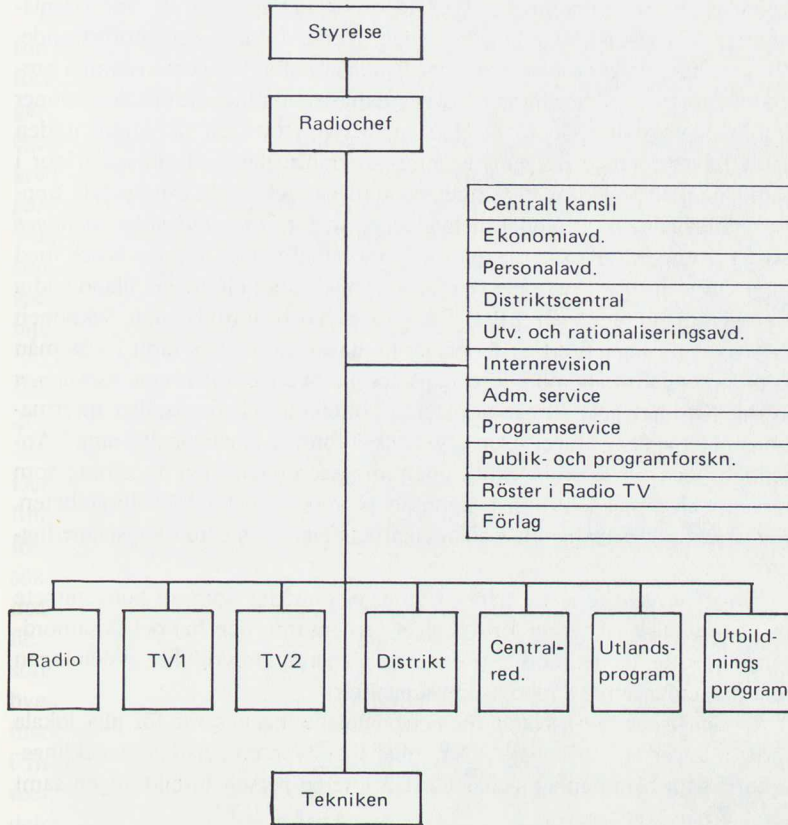 Styrelse
Radiochef
Centralt kansli
Ekonomiavd.
Personalavd.
Distriktscentral
Utv. och rationaliseringsavd.
Internrevision
Adm. service
Programservice
Publik- och programforskn.
Röster i Radio TV
Förlag
Radio
TV1
TV2
Distrikt
Central-
red.
Utlands-
program
Utbild-
nings
program
Tekniken